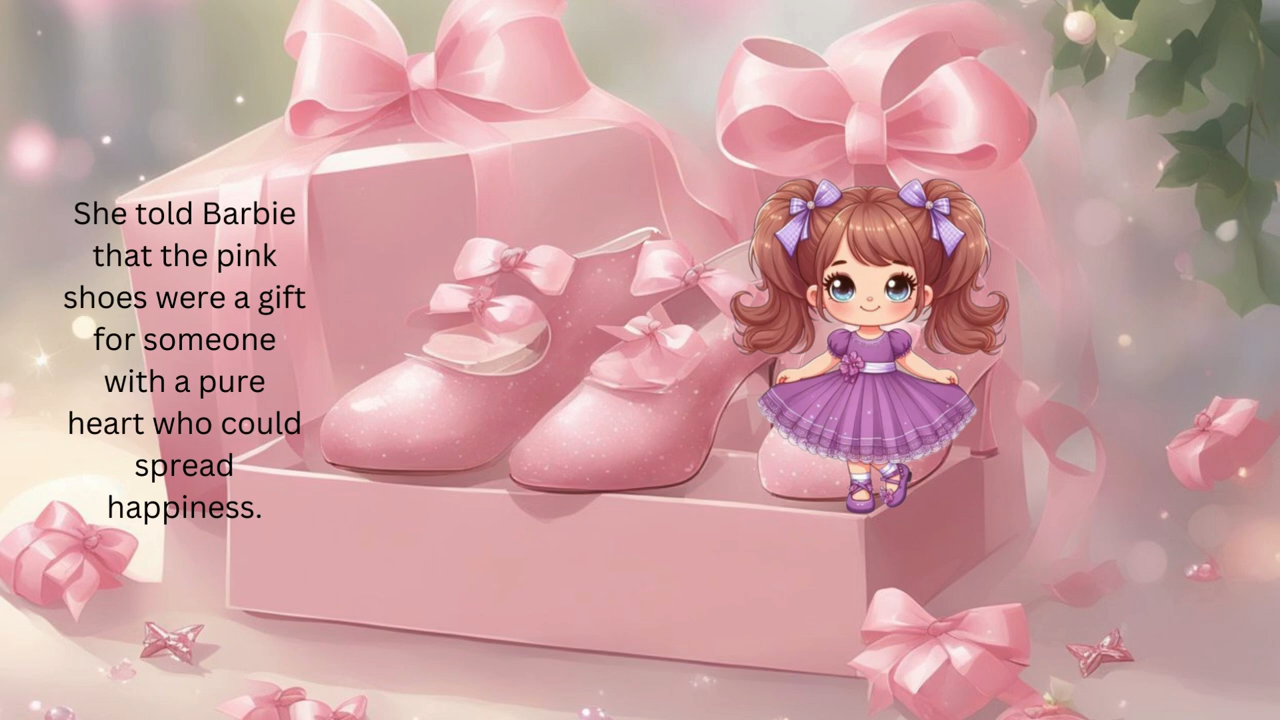 She told Barbie
that the pink
shoes were a gift
for someone
with a pure
heart who could
spread
happiness.